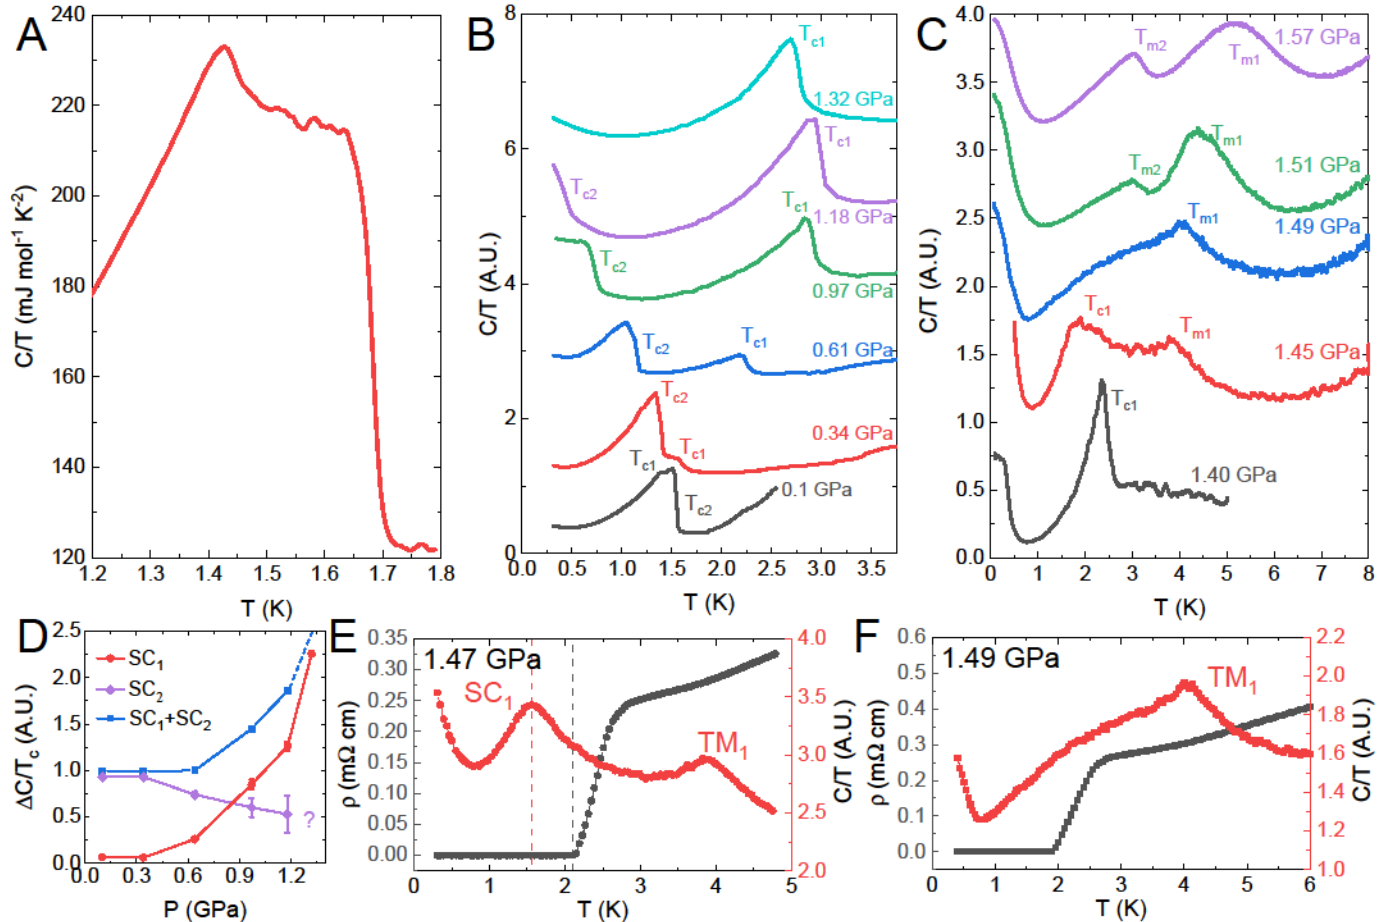 A
C/T (mJ mol⁻¹ K⁻²)
240
220
200
180
160
140
120
1.2 1.3 1.4 1.5 1.6 1.7 1.8
T (K)
B
C/T (A.U.)
8
6
4
2
0
Tc1
1.32 GPa
Tc1
Tc2
1.18 GPa
Tc1
Tc2
0.97 GPa
Tc2
Tc1
0.61 GPa
Tc2
Tc1
0.34 GPa
Tc1
Tc2
0.1 GPa
0.0 0.5 1.0 1.5 2.0 2.5 3.0 3.5
T (K)
C
C/T (A.U.)
4.0
3.5
3.0
2.5
2.0
1.5
1.0
0.5
0.0
Tm2
Tm1
1.57 GPa
Tm2
Tm1
1.51 GPa
Tm1
1.49 GPa
Tc1
Tm1
1.45 GPa
Tc1
1.40 GPa
0 1 2 3 4 5 6 7 8
T (K)
D
ΔC/Tc (A.U.)
2.5
2.0
1.5
1.0
0.5
0.0
SC1
SC2
SC1+SC2
?
0.0 0.3 0.6 0.9 1.2
P (GPa)
E
1.47 GPa
ρ (mΩ cm)
0.35
0.30
0.25
0.20
0.15
0.10
0.05
0.00
SC1
TM1
4.0
3.5
3.0
2.5
2.0
C/T (A.U.)
0 1 2 3 4 5
T (K)
F
1.49 GPa
ρ (mΩ cm)
0.6
0.5
0.4
0.3
0.2
0.1
0.0
TM1
2.2
2.0
1.8
1.6
1.4
1.2
1.0
C/T (A.U.)
0 1 2 3 4 5 6
T (K)